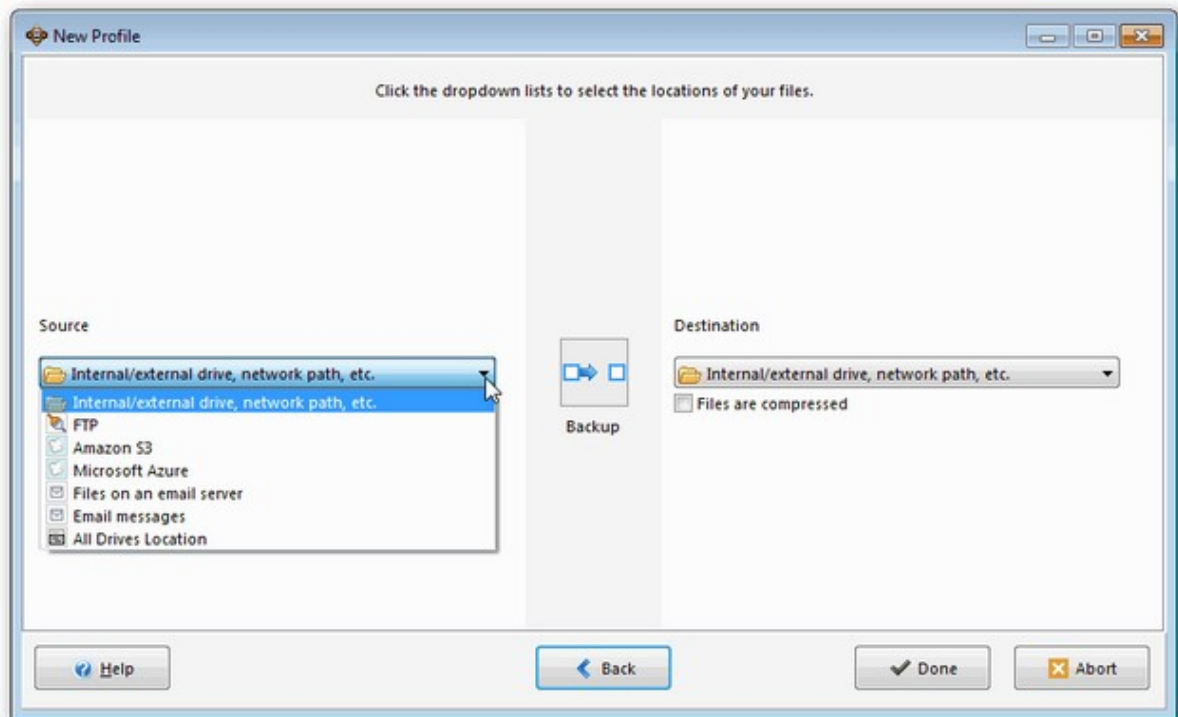 New Profile
Click the dropdown lists to select the locations of your files.
Source
Internal/external drive, network path, etc.
Internal/external drive, network path, etc.
FTP
Amazon S3
Microsoft Azure
Files on an email server
Email messages
All Drives Location
Backup
Destination
Internal/external drive, network path, etc.
Files are compressed
Help
Back
Done
Abort